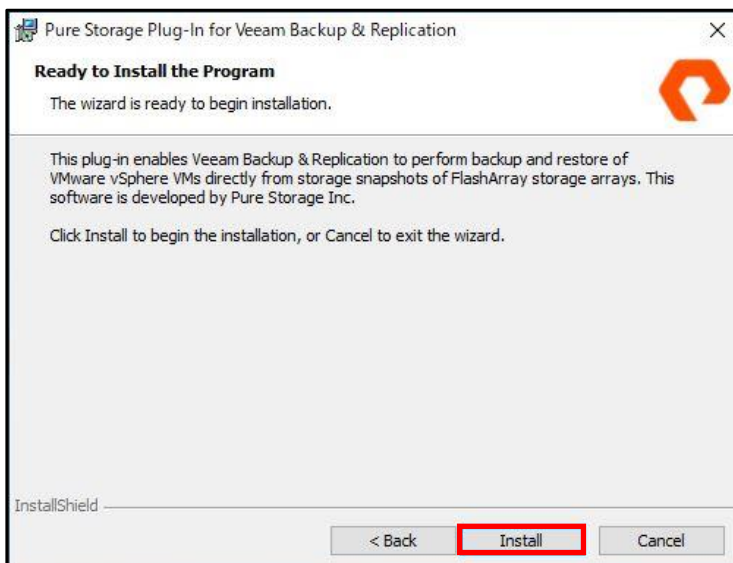 Pure Storage Plug-In for Veeam Backup & Replication
Ready to Install the Program
The wizard is ready to begin installation.
This plug-in enables Veeam Backup & Replication to perform backup and restore of
VMware vSphere VMs directly from storage snapshots of FlashArray storage arrays. This
software is developed by Pure Storage Inc.
Click Install to begin the installation, or Cancel to exit the wizard.
InstallShield
< Back Install Cancel